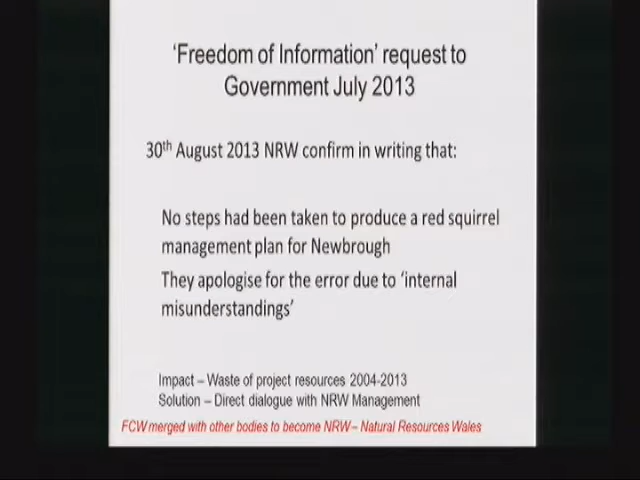 ‘Freedom of Information’ request to
Government July 2013
30th August 2013 NRW confirm in writing that:
No steps had been taken to produce a red squirrel
management plan for Newbrough
They apologise for the error due to ‘internal
misunderstandings’
Impact – Waste of project resources 2004-2013
Solution – Direct dialogue with NRW Management
FCW merged with other bodies to become NRW – Natural Resources Wales